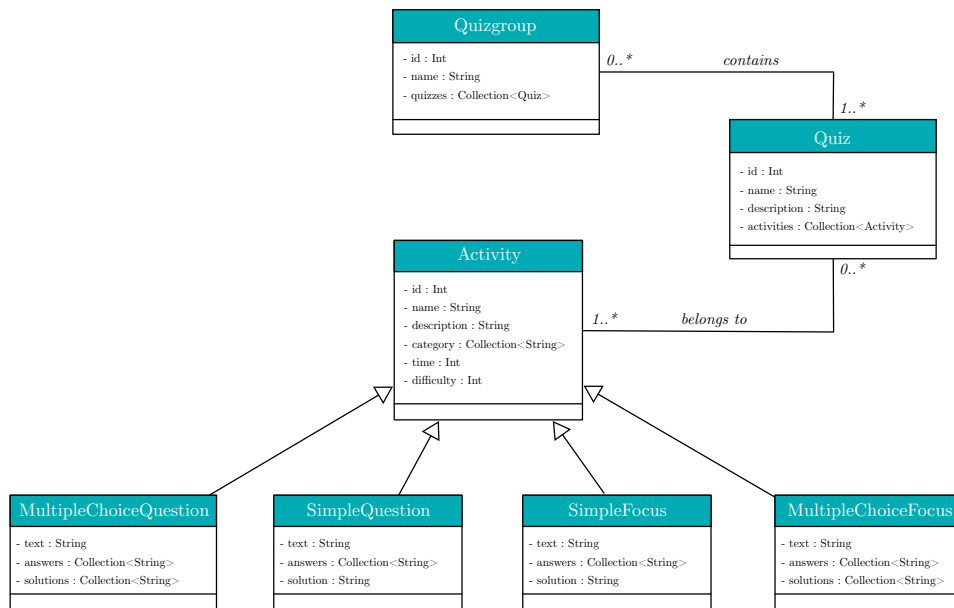 Quizgroup
- id : Int
- name : String
- quizzes : Collection<Quiz>
0..*
contains
1..*
Quiz
- id : Int
- name : String
- description : String
- activities : Collection<Activity>
0..*
Activity
- id : Int
- name : String
- description : String
- category : Collection<String>
- time : Int
- difficulty : Int
1..*
belongs to
MultipleChoiceQuestion
- text : String
- answers : Collection<String>
- solutions : Collection<String>
SimpleQuestion
- text : String
- answers : Collection<String>
- solution : String
SimpleFocus
- text : String
- answers : Collection<String>
- solution : String
MultipleChoiceFocus
- text : String
- answers : Collection<String>
- solutions : Collection<String>